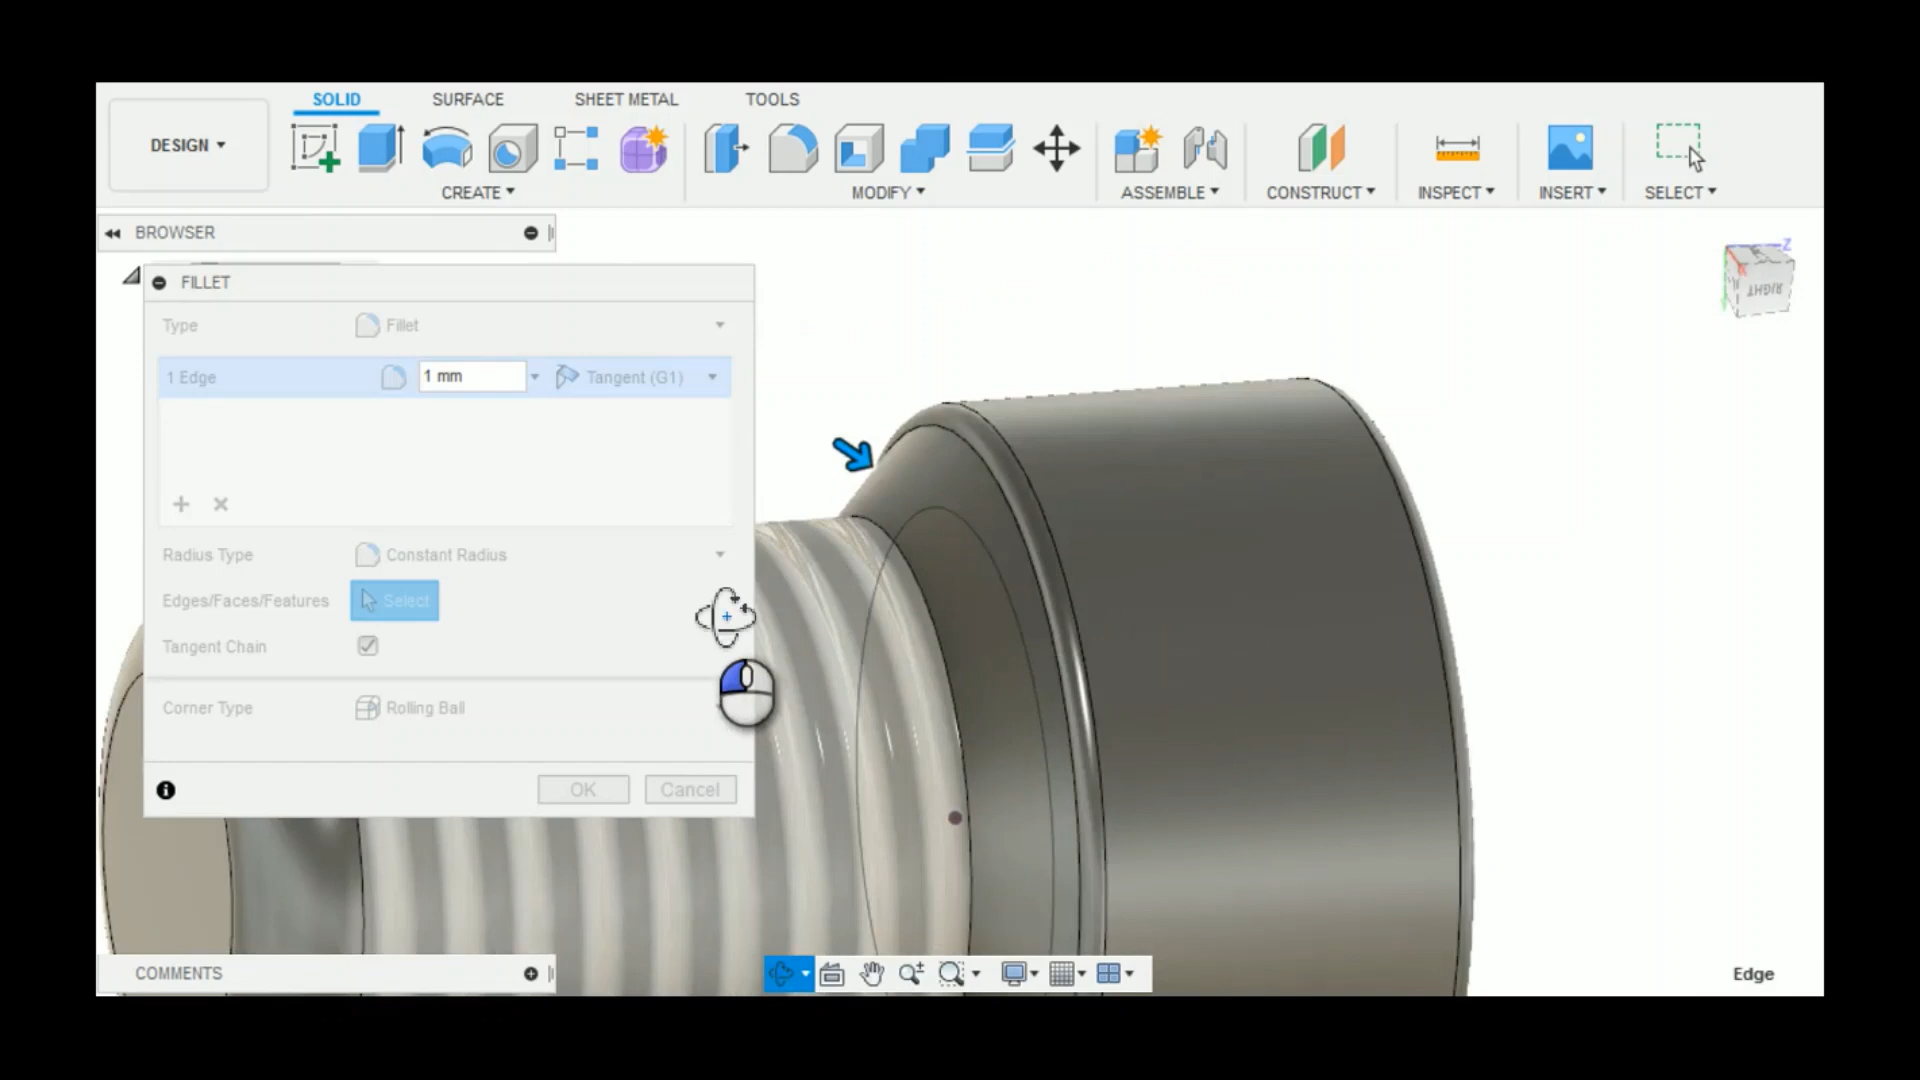 SOLID SURFACE SHEET METAL TOOLS
DESIGN
CREATE MODIFY ASSEMBLE CONSTRUCT INSPECT INSERT SELECT
BROWSER
FILLET
Type Fillet
1 Edge 1 mm Tangent (G1)
Radius Type Constant Radius
Edges/Faces/Features Select
Tangent Chain
Corner Type Rolling Ball
OK Cancel
COMMENTS
Edge
Z
RIGHT